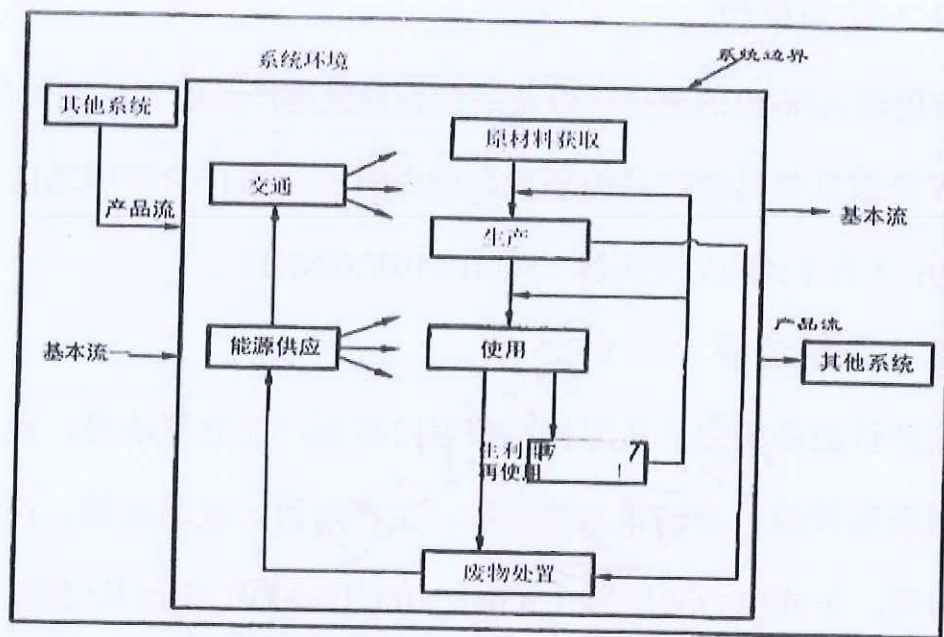 系统环境
系统边界
其他系统
原材料获取
交通
产品流
生产
基本流
基本流
能源供应
使用
产品流
其他系统
再使用
废物处置